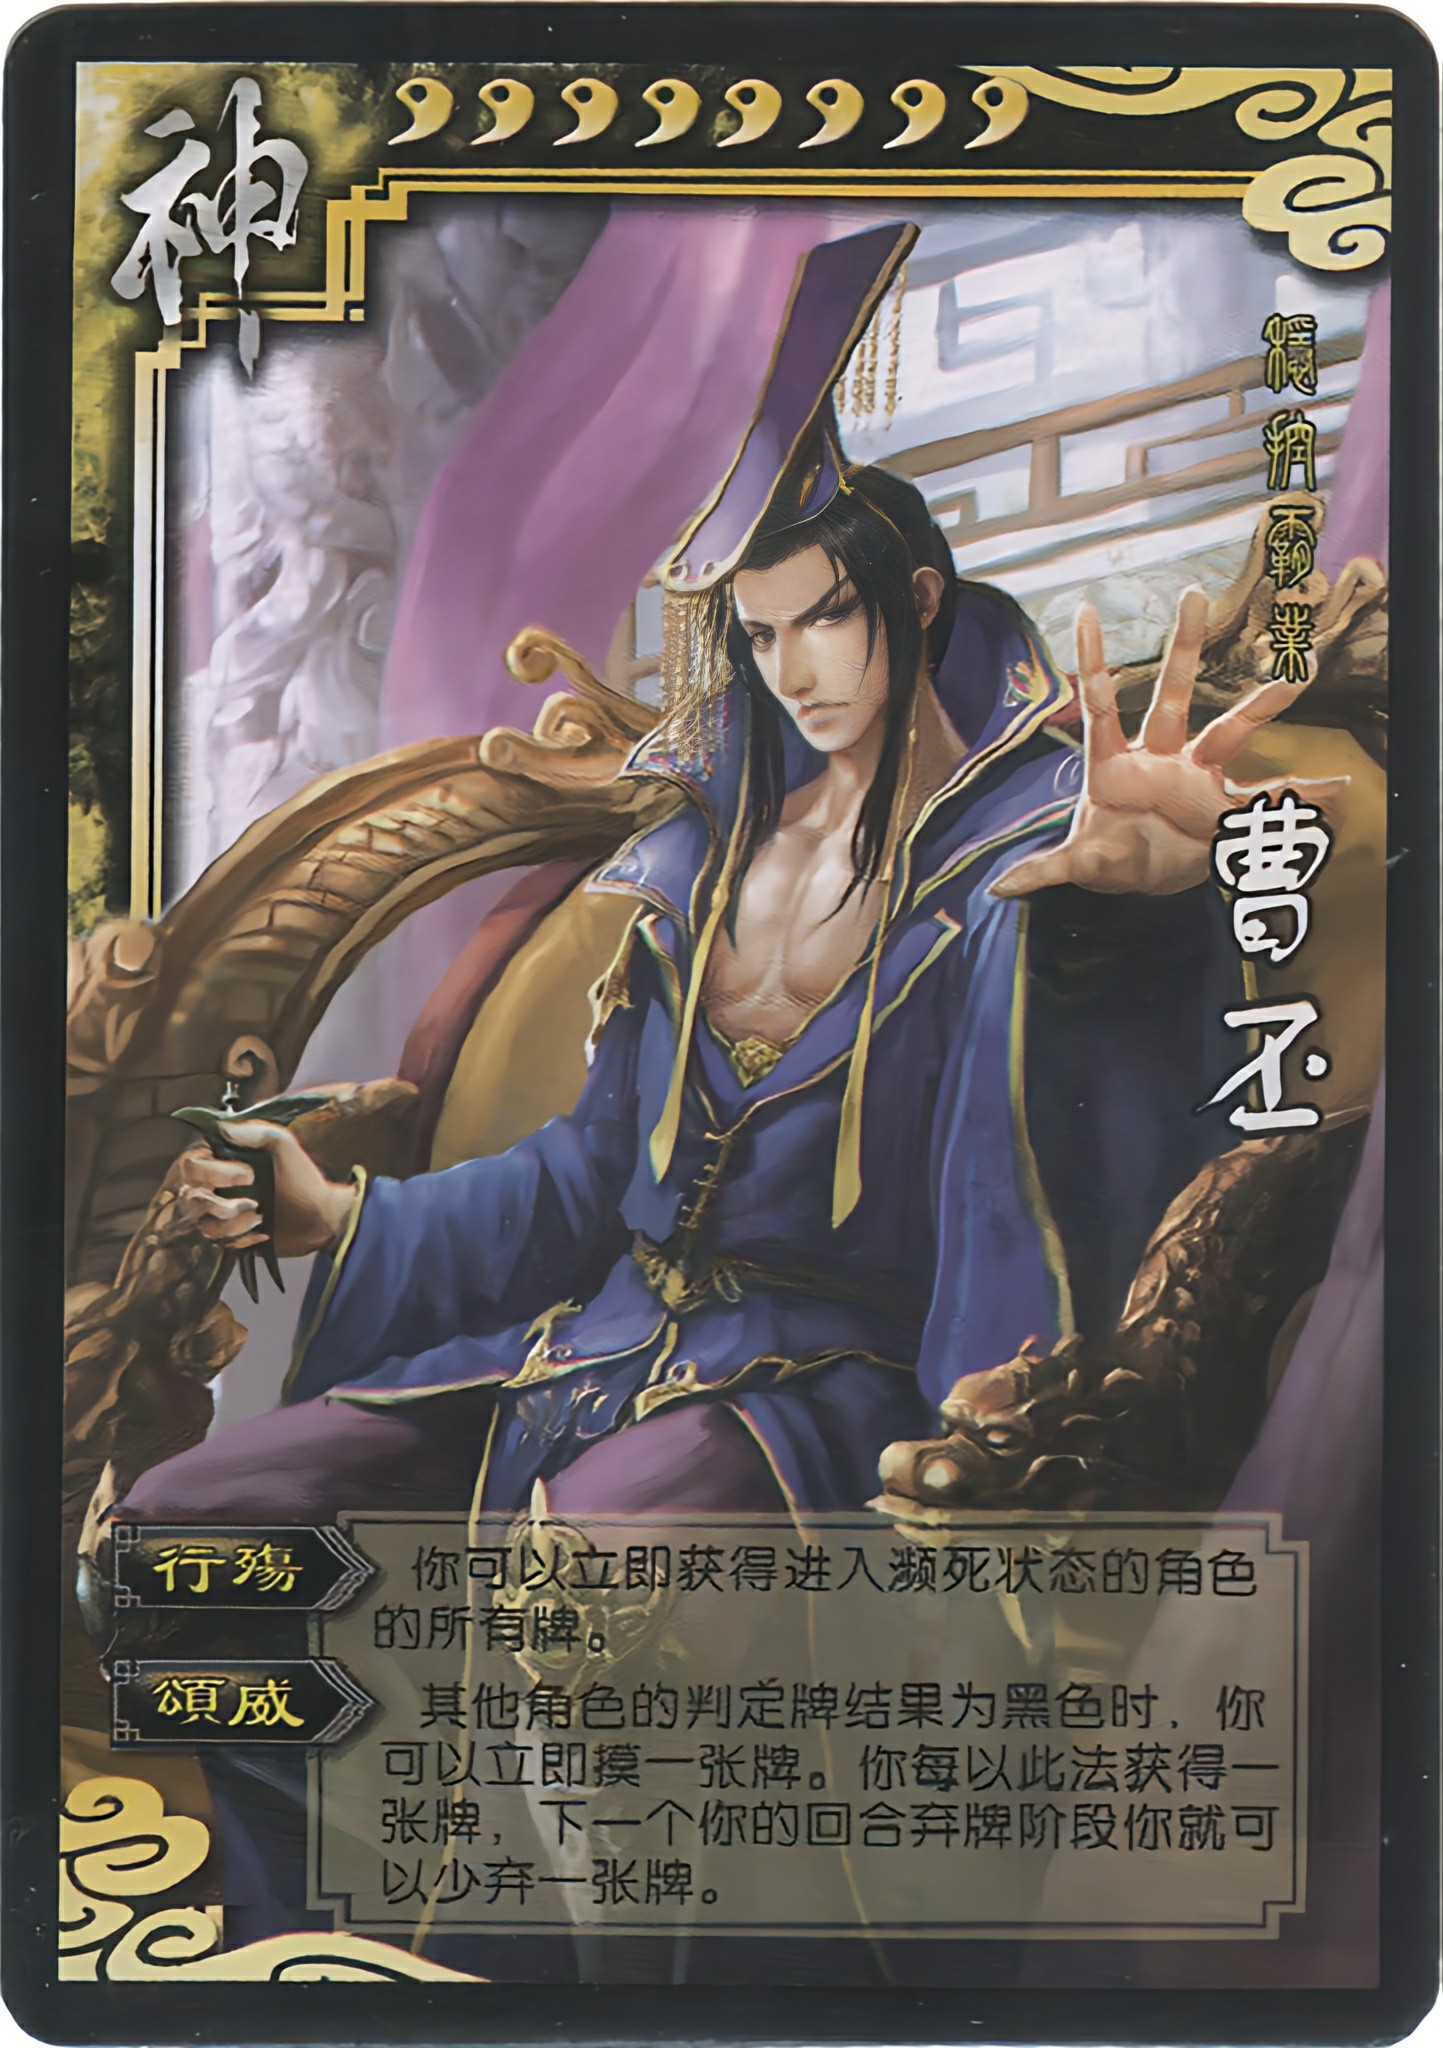 神
穩控霸業
曹丕
行殤
你可以立即获得进入濒死状态的角色
的所有牌。
頌威
其他角色的判定牌结果为黑色时，你
可以立即摸一张牌。你每以此法获得一
张牌，下一个你的回合弃牌阶段你就可
以少弃一张牌。